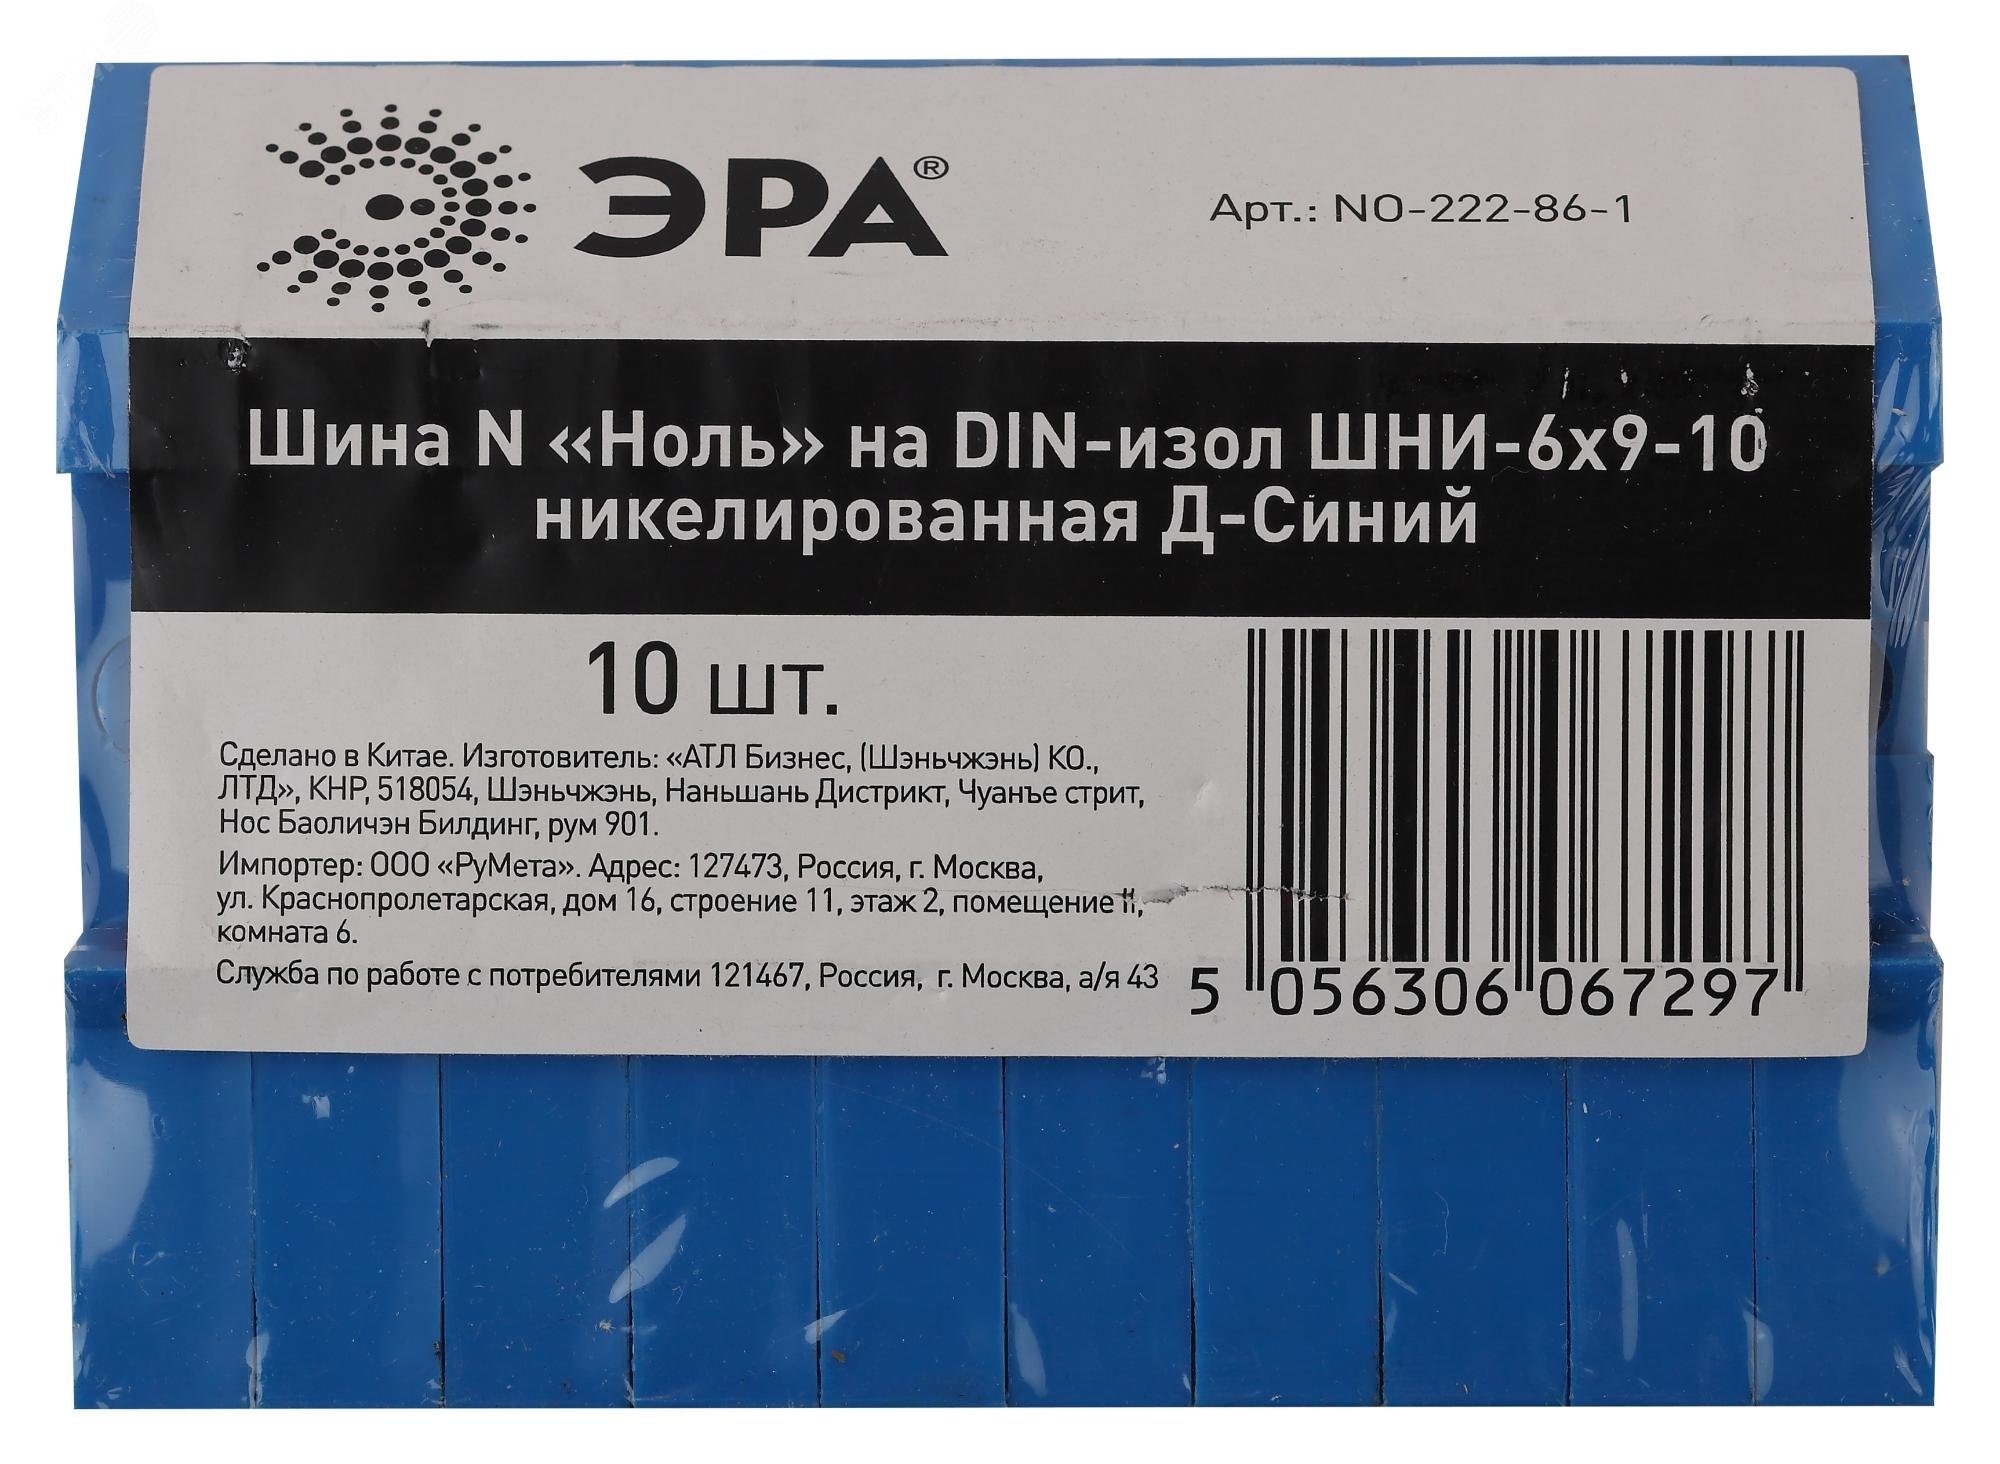 ЭТМ
ЭРА®
Арт.: NO-222-86-1
Шина N «Ноль» на DIN-изол ШНИ-6x9-10
никелированная Д-Синий
10 шт.
Сделано в Китае. Изготовитель: «АТЛ Бизнес, (Шэньчжэнь) КО.,
ЛТД», КНР, 518054, Шэньчжэнь, Наньшань Дистрикт, Чуанъе стрит,
Нос Баоличэн Билдинг, рум 901.
Импортер: ООО «РуМета». Адрес: 127473, Россия, г. Москва,
ул. Краснопролетарская, дом 16, строение 11, этаж 2, помещение II,
комната 6.
Служба по работе с потребителями 121467, Россия, г. Москва, а/я 43
5 056306 067297